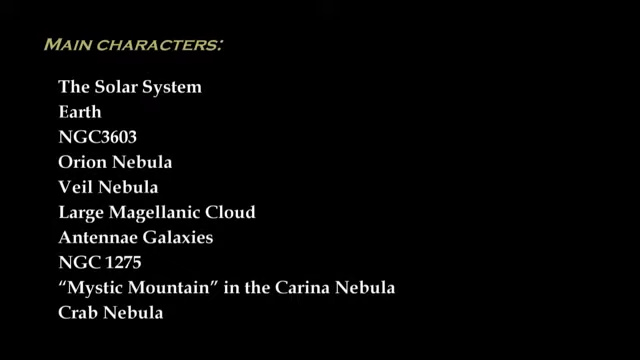 Main characters:
The Solar System
Earth
NGC3603
Orion Nebula
Veil Nebula
Large Magellanic Cloud
Antennae Galaxies
NGC 1275
“Mystic Mountain” in the Carina Nebula
Crab Nebula